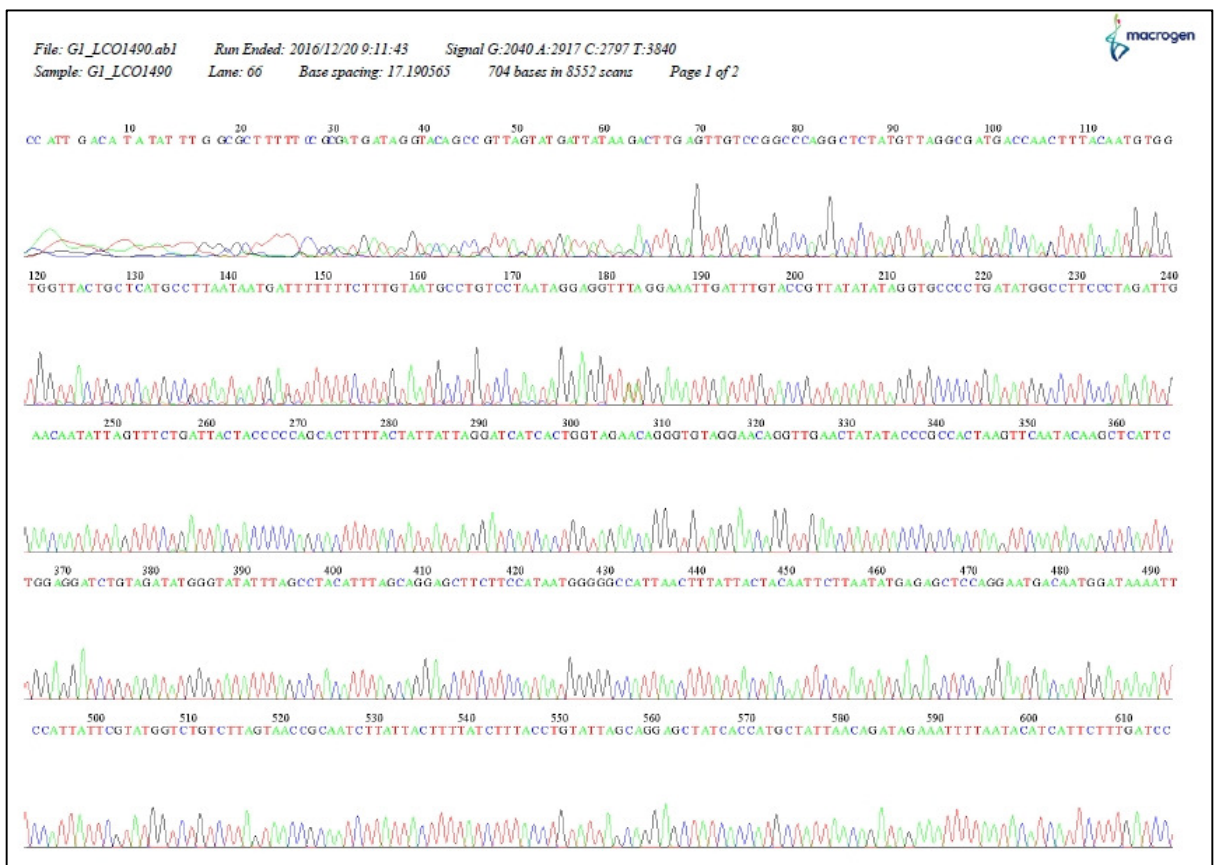 macrogen
File: G1_LCO1490.ab1 Run Ended: 2016/12/20 9:11:43 Signal G:2040 A:2917 C:2797 T:3840
Sample: G1_LCO1490 Lane: 66 Base spacing: 17.190565 704 bases in 8552 scans Page 1 of 2
10 20 30 40 50 60 70 80 90 100 110
CC ATT GACA TA TAT TTG GCGCTTTTTCC GCGATGATAGGTACAGCCGTTAGTATGATTATAAGACTTGAGTTGTCCGGCCCAGGCTCTATGTTAGGCGATGACCAACTTTACAATGTGG
120 130 140 150 160 170 180 190 200 210 220 230 240
TGGTTACTGCTCATGCCTTAATAATGATTTTTTTCTTTGTAATGCCTGTCCTAATAGGAGGTTTAGGAAATTGATTTGTACCGTTATATATAGGTGCCCCTGATATGGCCTTCCCTAGATTG
250 260 270 280 290 300 310 320 330 340 350 360
AACAATATTAGTTTCTGATTACTACCCCCAGCACTTTTACTATTATTAGGATCATCACTGGTAGAACAGGGTGTAGGAACAGGTTGAACTATATACCCGCCACTAAGTTCAATACAAGCTCATTC
370 380 390 400 410 420 430 440 450 460 470 480 490
TGGAGGATCTGTAGATATGGGTATATTTAGCCTACATTTAGCAGGAGCTTCTTCCATAATGGGGGCCATTAACTTTATTACTACAATTCTTAATATGAGAGCTCCAGGAATGACAATGGATAAAATT
500 510 520 530 540 550 560 570 580 590 600 610
CCATTATTCGTATGGTCTGTCTTAGTAACCGCAATCTTATTACTTTTATCTTTACCTGTATTAGCAGGAGCTATCACCATGCTATTAACAGATAGAAATTTTAATACATCATTCTTTGATCC